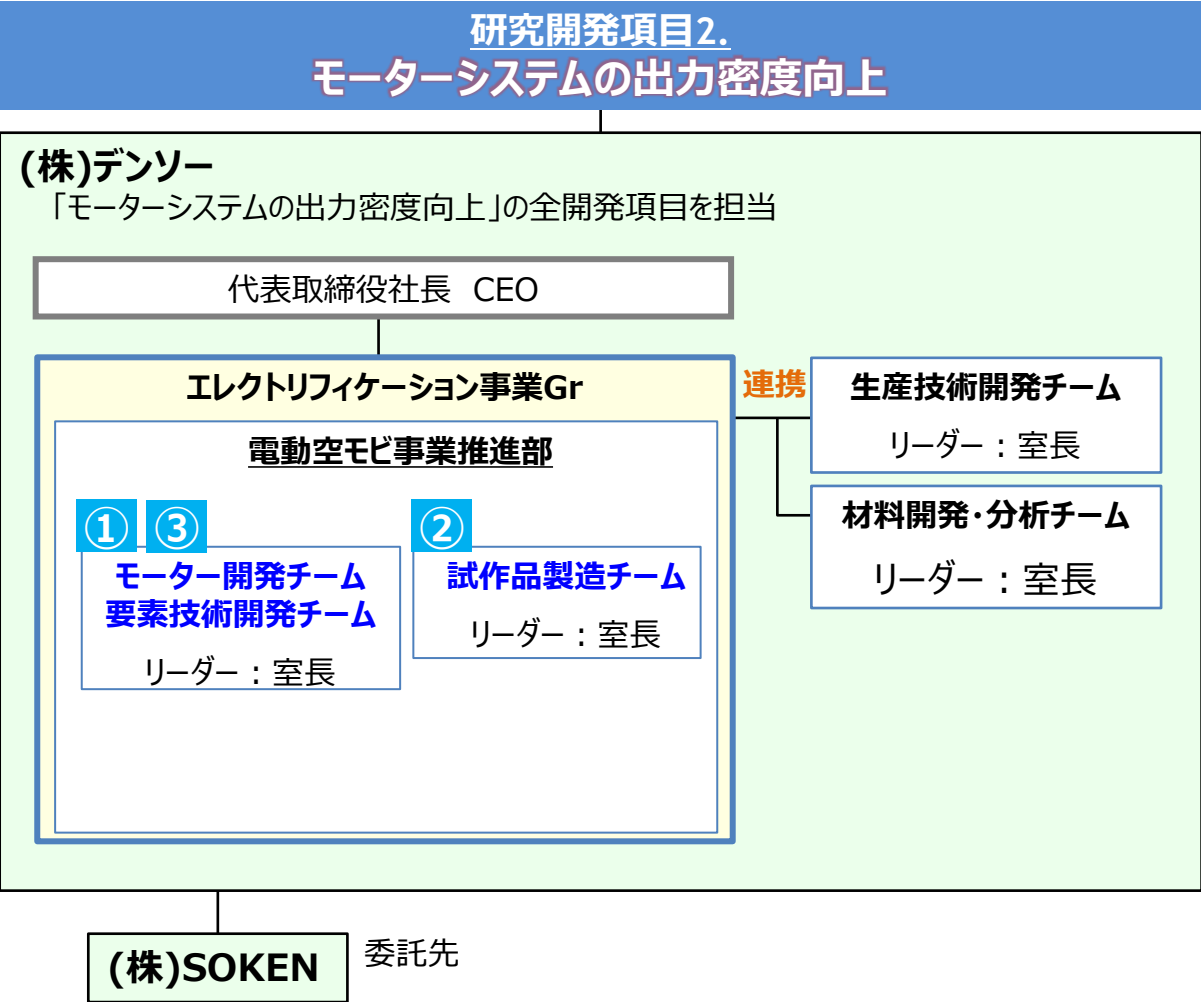 研究開発項目2.
モーターシステムの出力密度向上
(株)デンソー
「モーターシステムの出力密度向上」の全開発項目を担当
代表取締役社長 CEO
エレクトリフィケーション事業Gr
電動空モビ事業推進部
① ③
モーター開発チーム
要素技術開発チーム
リーダー：室長
②
試作品製造チーム
リーダー：室長
連携
生産技術開発チーム
リーダー：室長
材料開発・分析チーム
リーダー：室長
(株)SOKEN
委託先